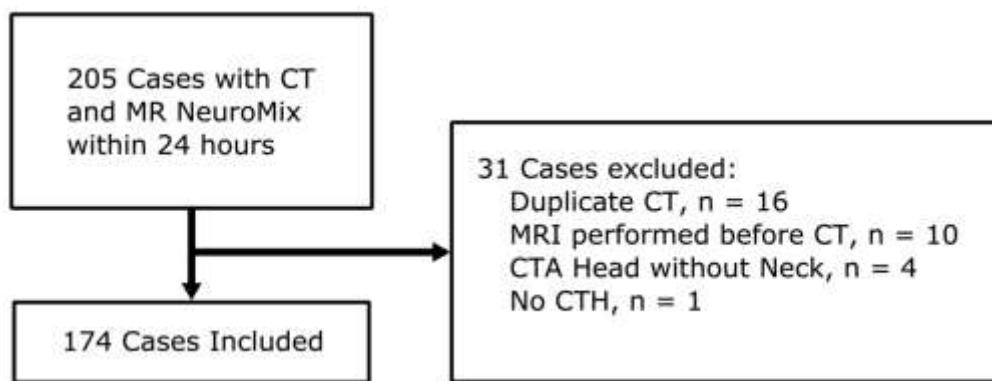 205 Cases with CT
and MR NeuroMix
within 24 hours
31 Cases excluded:
Duplicate CT, n = 16
MRI performed before CT, n = 10
CTA Head without Neck, n = 4
No CTH, n = 1
174 Cases Included